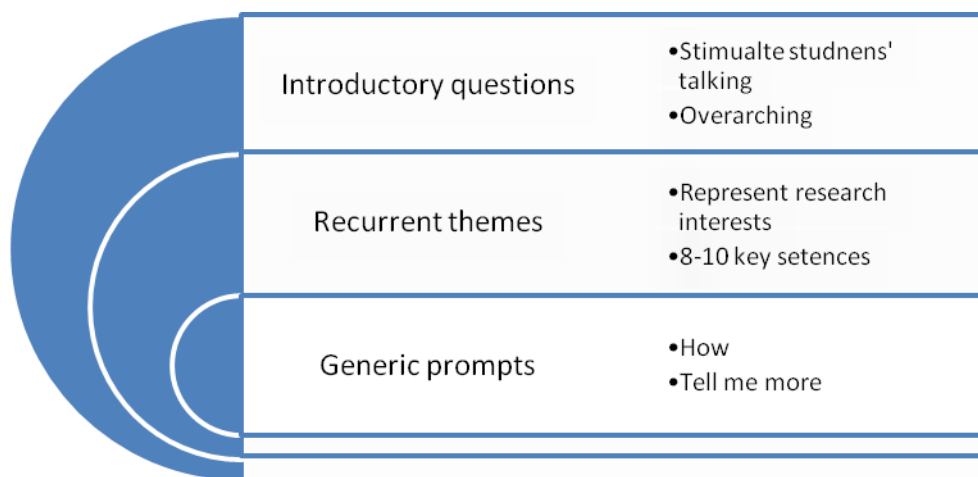 Introductory questions
•Stimualte studnens'
talking
•Overarching
Recurrent themes
•Represent research
interests
•8-10 key setences
Generic prompts
•How
•Tell me more